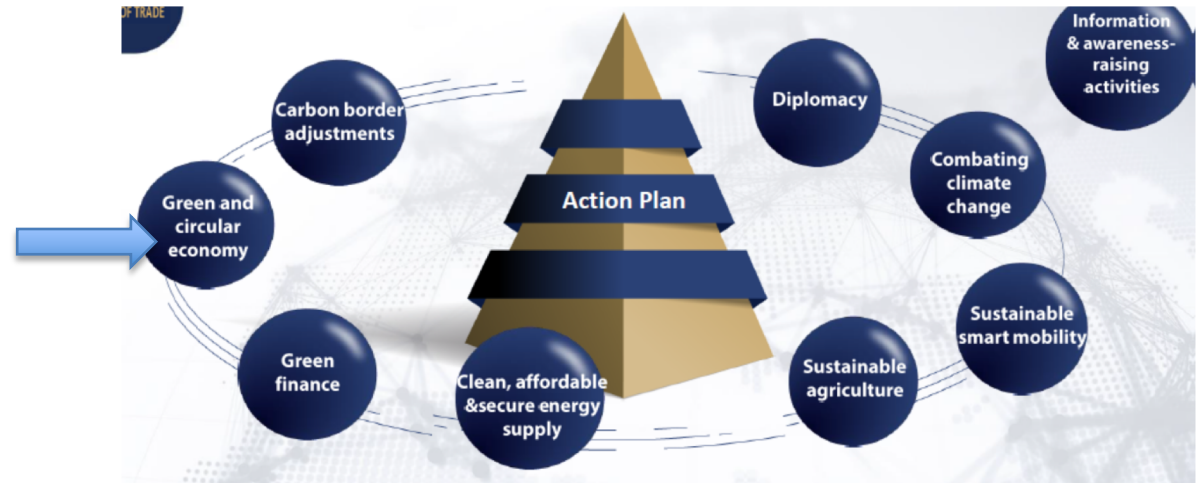 OF TRADE
Information
& awareness-
raising
activities
Carbon border
adjustments
Diplomacy
Combating
climate
change
Green and
circular
economy
Action Plan
Sustainable
smart mobility
Green
finance
Clean, affordable
&secure energy
supply
Sustainable
agriculture